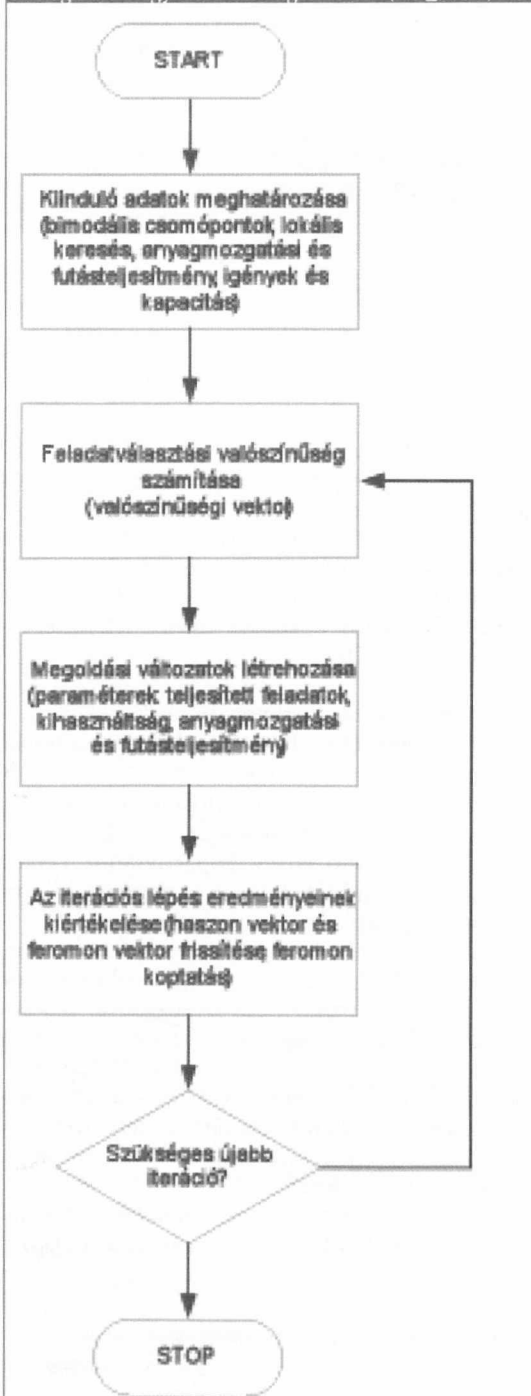 START
Kiinduló adatok meghatározása
(bimodális csomópontok, lokális
keresés, anyagmozgatási és
futásteljesítmény, igények és
kapacitás)
Feladatválasztási valószínűség
számítása
(valószínűségi vektor)
Megoldási változatok létrehozása
(paraméterek: teljesített feladatok,
kihasználtság, anyagmozgatási
és futásteljesítmény)
Az iterációs lépés eredményeinek
kiértékelése (haszon vektor és
feromon vektor frissítése, feromon
koptatás)
Szükséges újabb
iteráció?
STOP